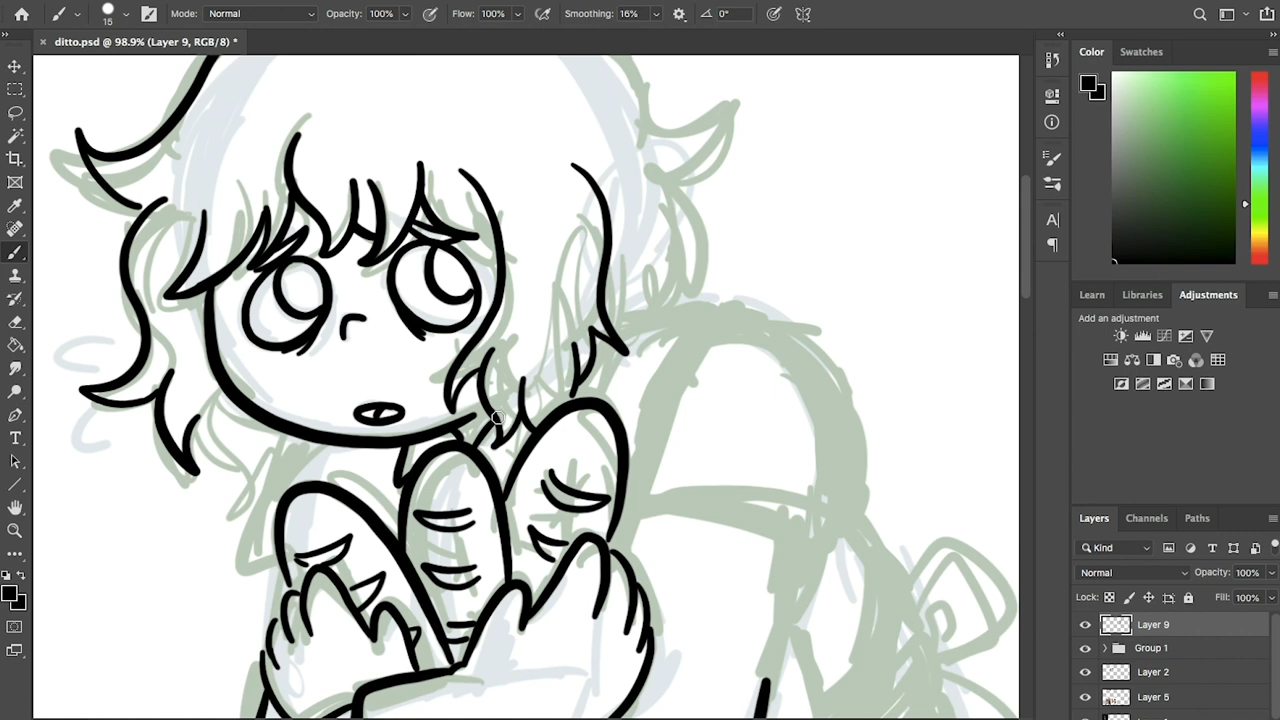 15
Mode: Normal
Opacity: 100%
Flow: 100%
Smoothing: 16%
0°
ditto.psd @ 98.9% (Layer 9, RGB/8) *
Color
Swatches
Learn
Libraries
Adjustments
Add an adjustment
Layers
Channels
Paths
Kind
Normal
Opacity: 100%
Lock:
Fill: 100%
Layer 9
Group 1
Layer 2
Layer 5